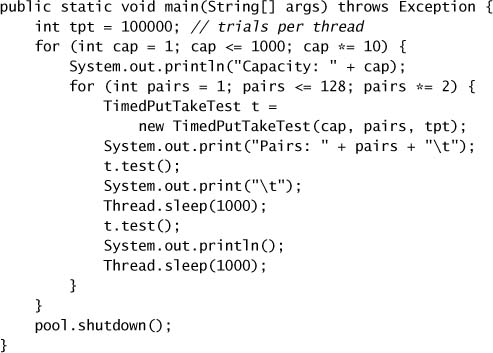 public static void main(String[] args) throws Exception {
    int tpt = 100000; // trials per thread
    for (int cap = 1; cap <= 1000; cap *= 10) {
        System.out.println("Capacity: " + cap);
        for (int pairs = 1; pairs <= 128; pairs *= 2) {
            TimedPutTakeTest t =
                new TimedPutTakeTest(cap, pairs, tpt);
            System.out.print("Pairs: " + pairs + "\t");
            t.test();
            System.out.print("\t");
            Thread.sleep(1000);
            t.test();
            System.out.println();
            Thread.sleep(1000);
        }
    }
    pool.shutdown();
}